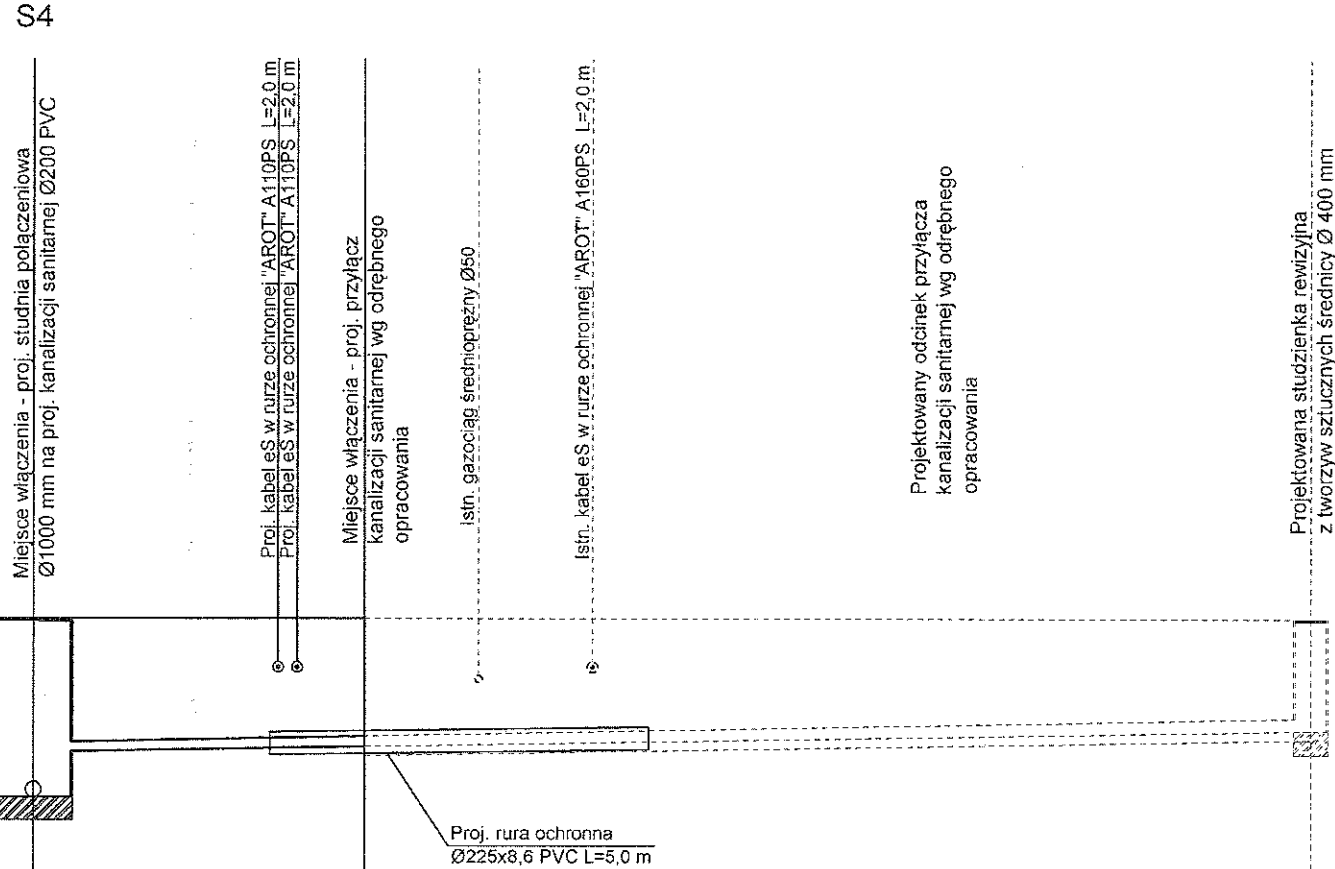 S4
Miejsce włączenia - proj. studnia połączeniowa
Ø1000 mm na proj. kanalizacji sanitarnej Ø200 PVC
Proj. kabel eS w rurze ochronnej "AROT" A110PS L=2,0 m
Proj. kabel eS w rurze ochronnej "AROT" A110PS L=2,0 m
Miejsce włączenia - proj. przyłącz
kanalizacji sanitarnej wg odrębnego
opracowania
Istn. gazociąg średnioprężny Ø50
Istn. kabel eS w rurze ochronnej "AROT" A160PS L=2,0 m
Projektowany odcinek przyłącza
kanalizacji sanitarnej wg odrębnego
opracowania
Projektowana studzienka rewizyjna
z tworzyw sztucznych średnicy Ø 400 mm
Proj. rura ochronna
Ø225x8,6 PVC L=5,0 m